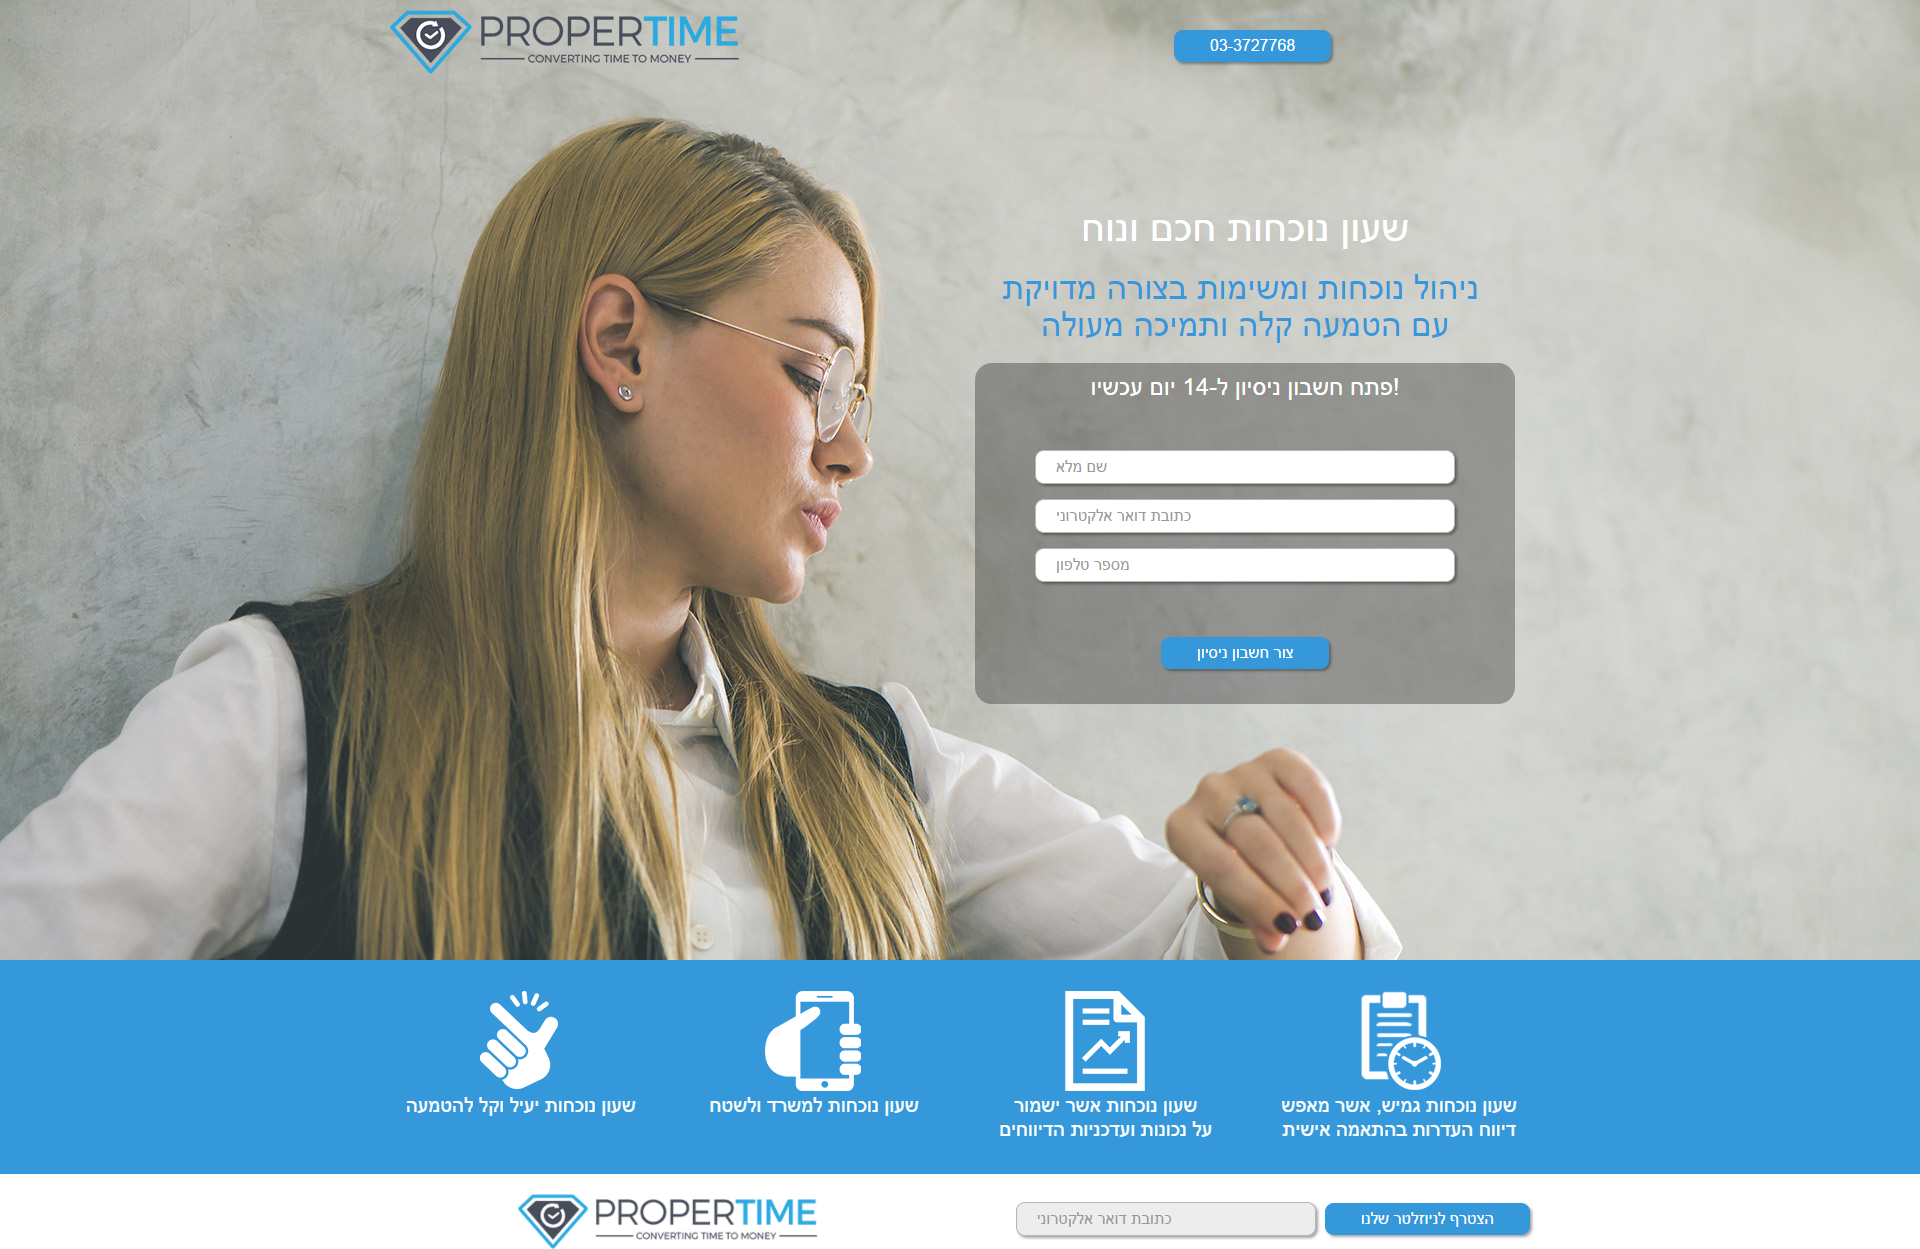 PROPERTIME
CONVERTING TIME TO MONEY
03-3727768
שעון נוכחות חכם ונוח
ניהול נוכחות ומשימות בצורה מדויקת
עם הטמעה קלה ותמיכה מעולה
פתח חשבון ניסיון ל-14 יום עכשיו!
שם מלא
כתובת דואר אלקטרוני
מספר טלפון
צור חשבון ניסיון
שעון נוכחות גמיש, אשר מאפש
דיווח העדרות בהתאמה אישית
שעון נוכחות אשר ישמור
על נכונות ועדכניות הדיווחים
שעון נוכחות למשרד ולשטח
שעון נוכחות יעיל וקל להטמעה
PROPERTIME
CONVERTING TIME TO MONEY
כתובת דואר אלקטרוני
הצטרף לניוזלטר שלנו